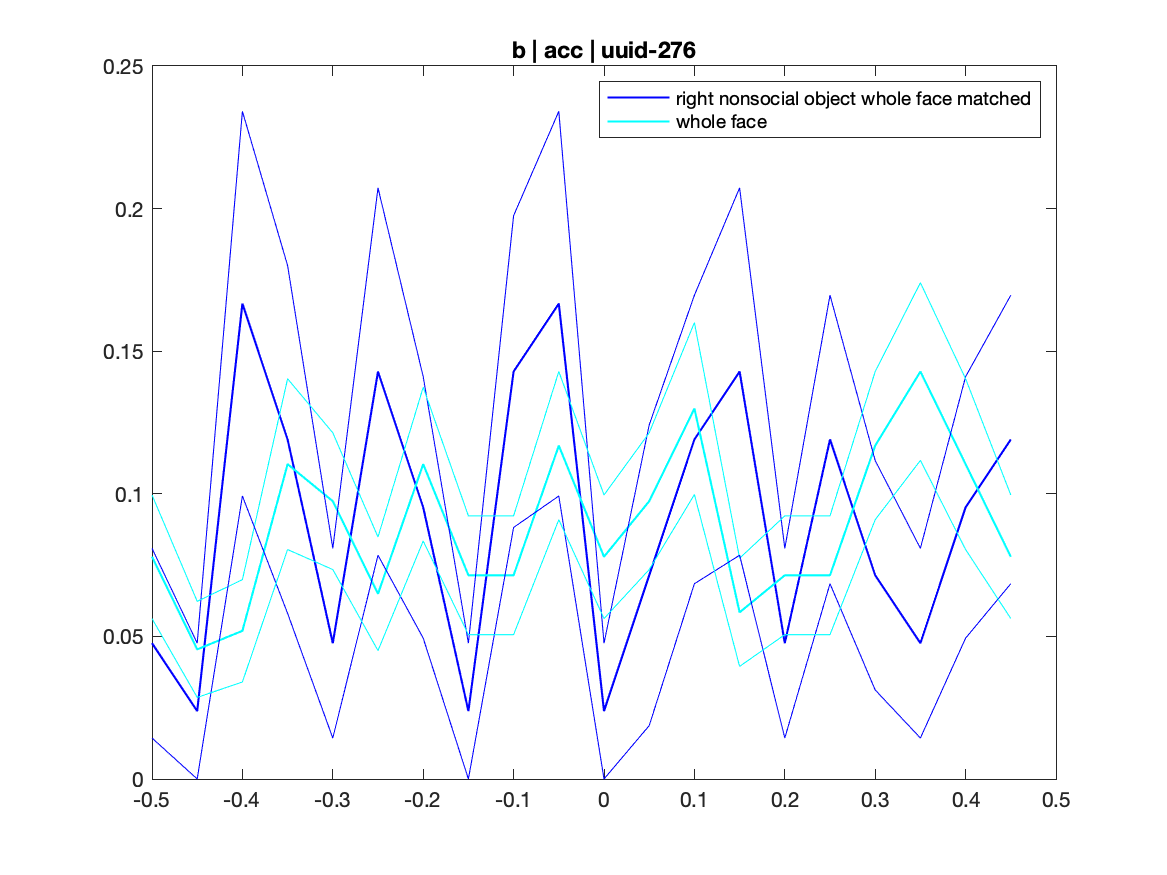 b | acc | uuid-276
right nonsocial object whole face matched
whole face
0.25
0.2
0.15
0.1
0.05
0
-0.5 -0.4 -0.3 -0.2 -0.1 0 0.1 0.2 0.3 0.4 0.5